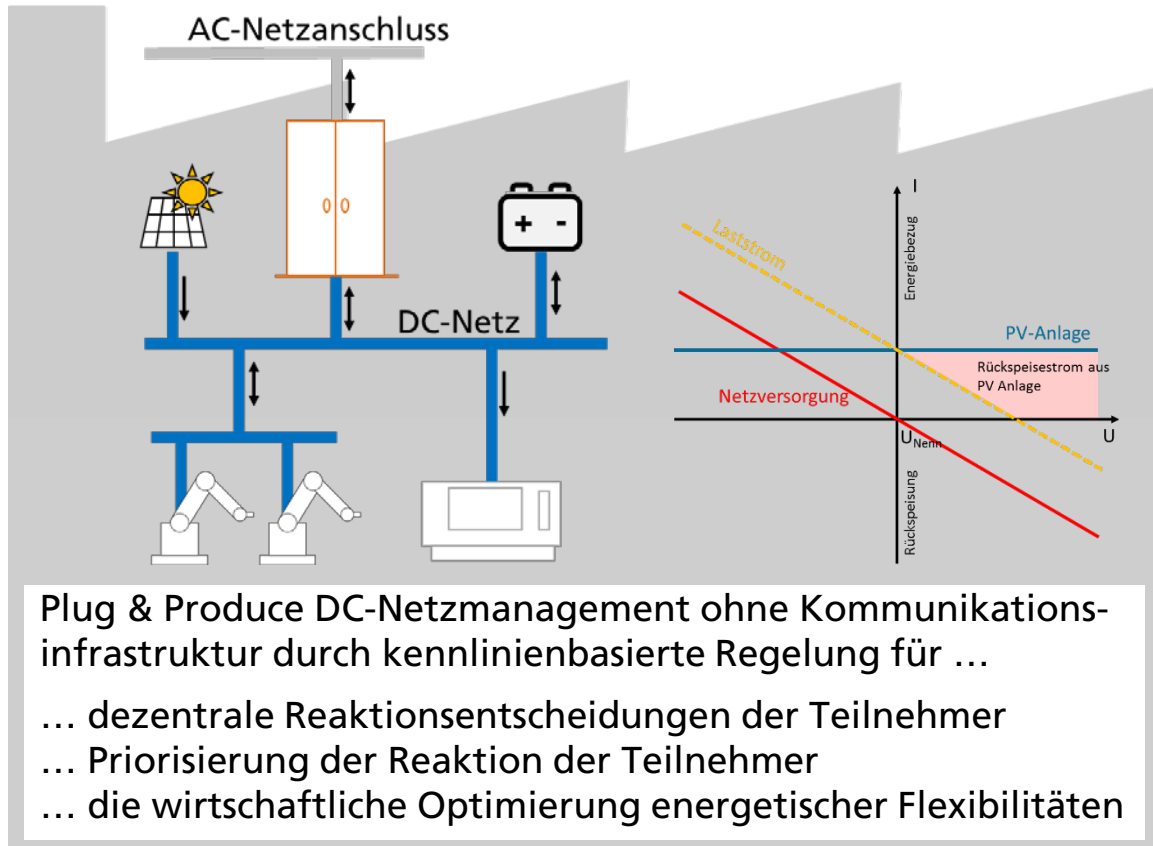 AC-Netzanschluss
+ -
DC-Netz
I
Energiebezug
Laststrom
PV-Anlage
Rückspeisestrom aus
PV Anlage
Netzversorgung
U_Nenn
U
Rückspeisung
Plug & Produce DC-Netzmanagement ohne Kommunikations-
infrastruktur durch kennlinienbasierte Regelung für …
… dezentrale Reaktionsentscheidungen der Teilnehmer
… Priorisierung der Reaktion der Teilnehmer
… die wirtschaftliche Optimierung energetischer Flexibilitäten